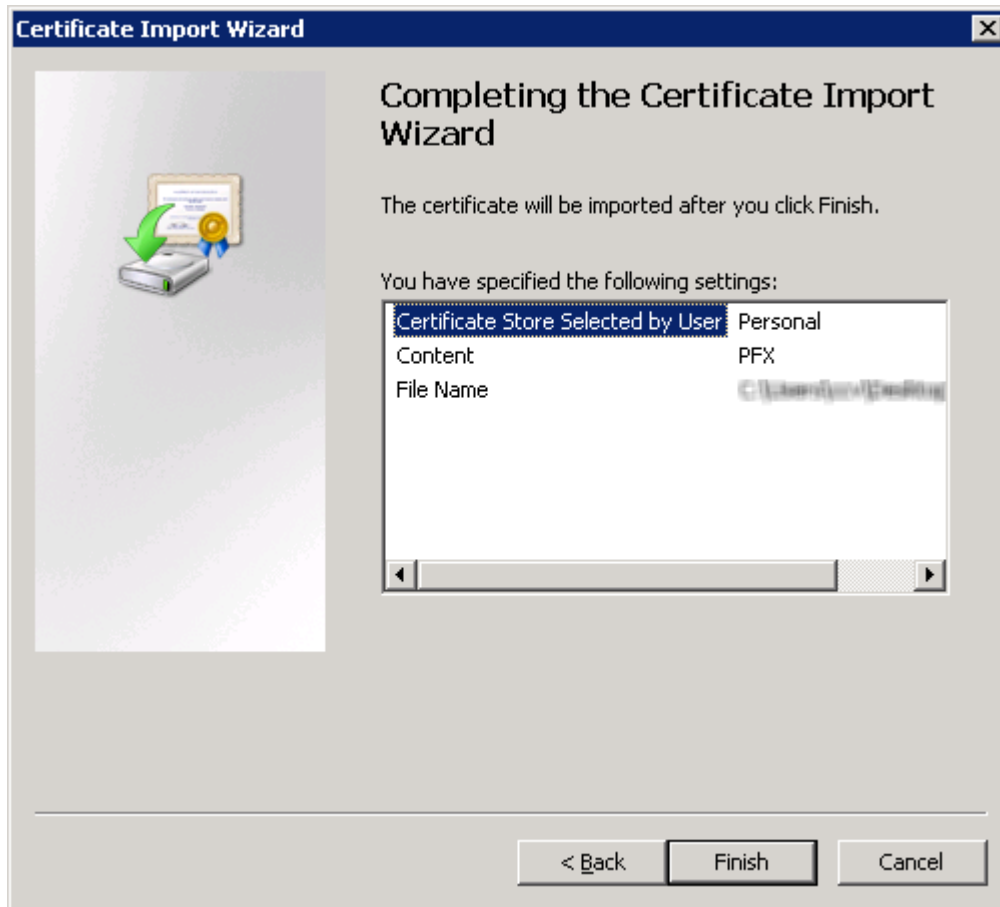 Certificate Import Wizard
Completing the Certificate Import
Wizard
The certificate will be imported after you click Finish.
You have specified the following settings:
Certificate Store Selected by User Personal
Content PFX
File Name
< Back Finish Cancel